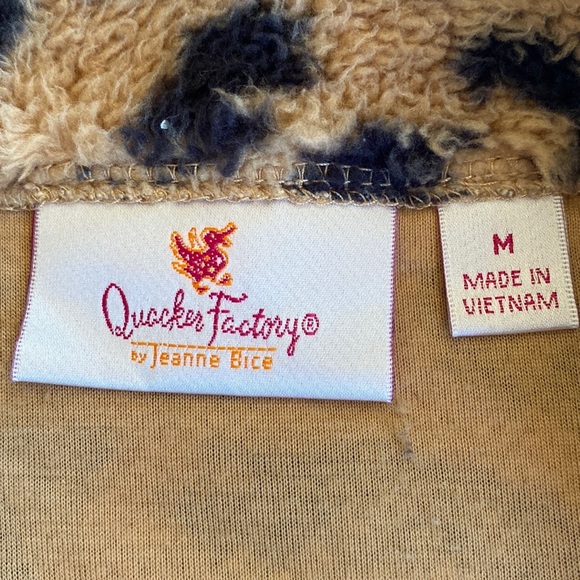 Quacker Factory®
by Jeanne Bice
M
MADE IN
VIETNAM